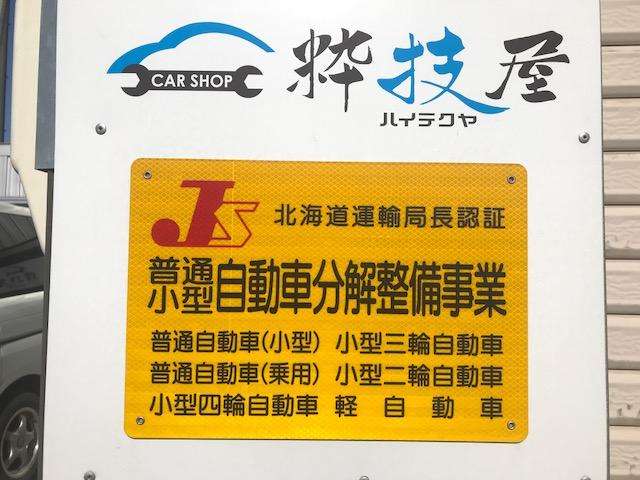 CAR SHOP 粋技屋
ハイテクヤ
JS 北海道運輸局長認証
普通
小型 自動車分解整備事業
普通自動車(小型) 小型三輪自動車
普通自動車(乗用) 小型二輪自動車
小型四輪自動車 軽自動車